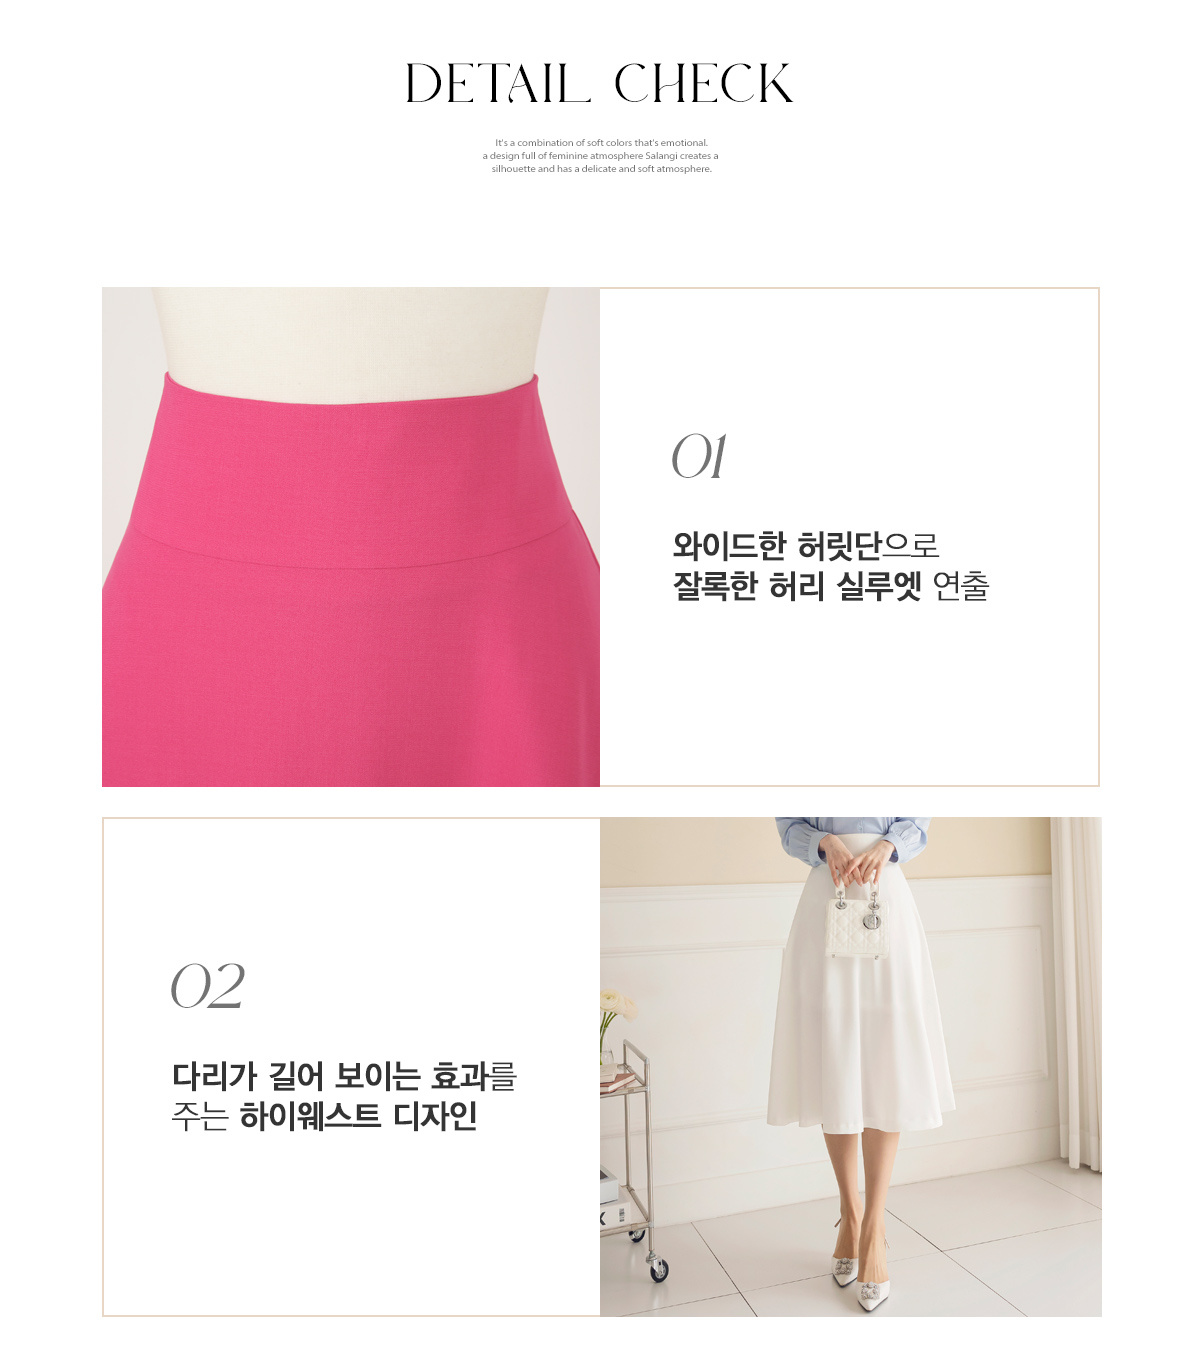 DETAIL CHECK
It's a combination of soft colors that's emotional.
a design full of feminine atmosphere Salangi creates a
silhouette and has a delicate and soft atmosphere.
01
와이드한 허릿단으로
잘록한 허리 실루엣 연출
02
다리가 길어 보이는 효과를
주는 하이웨스트 디자인